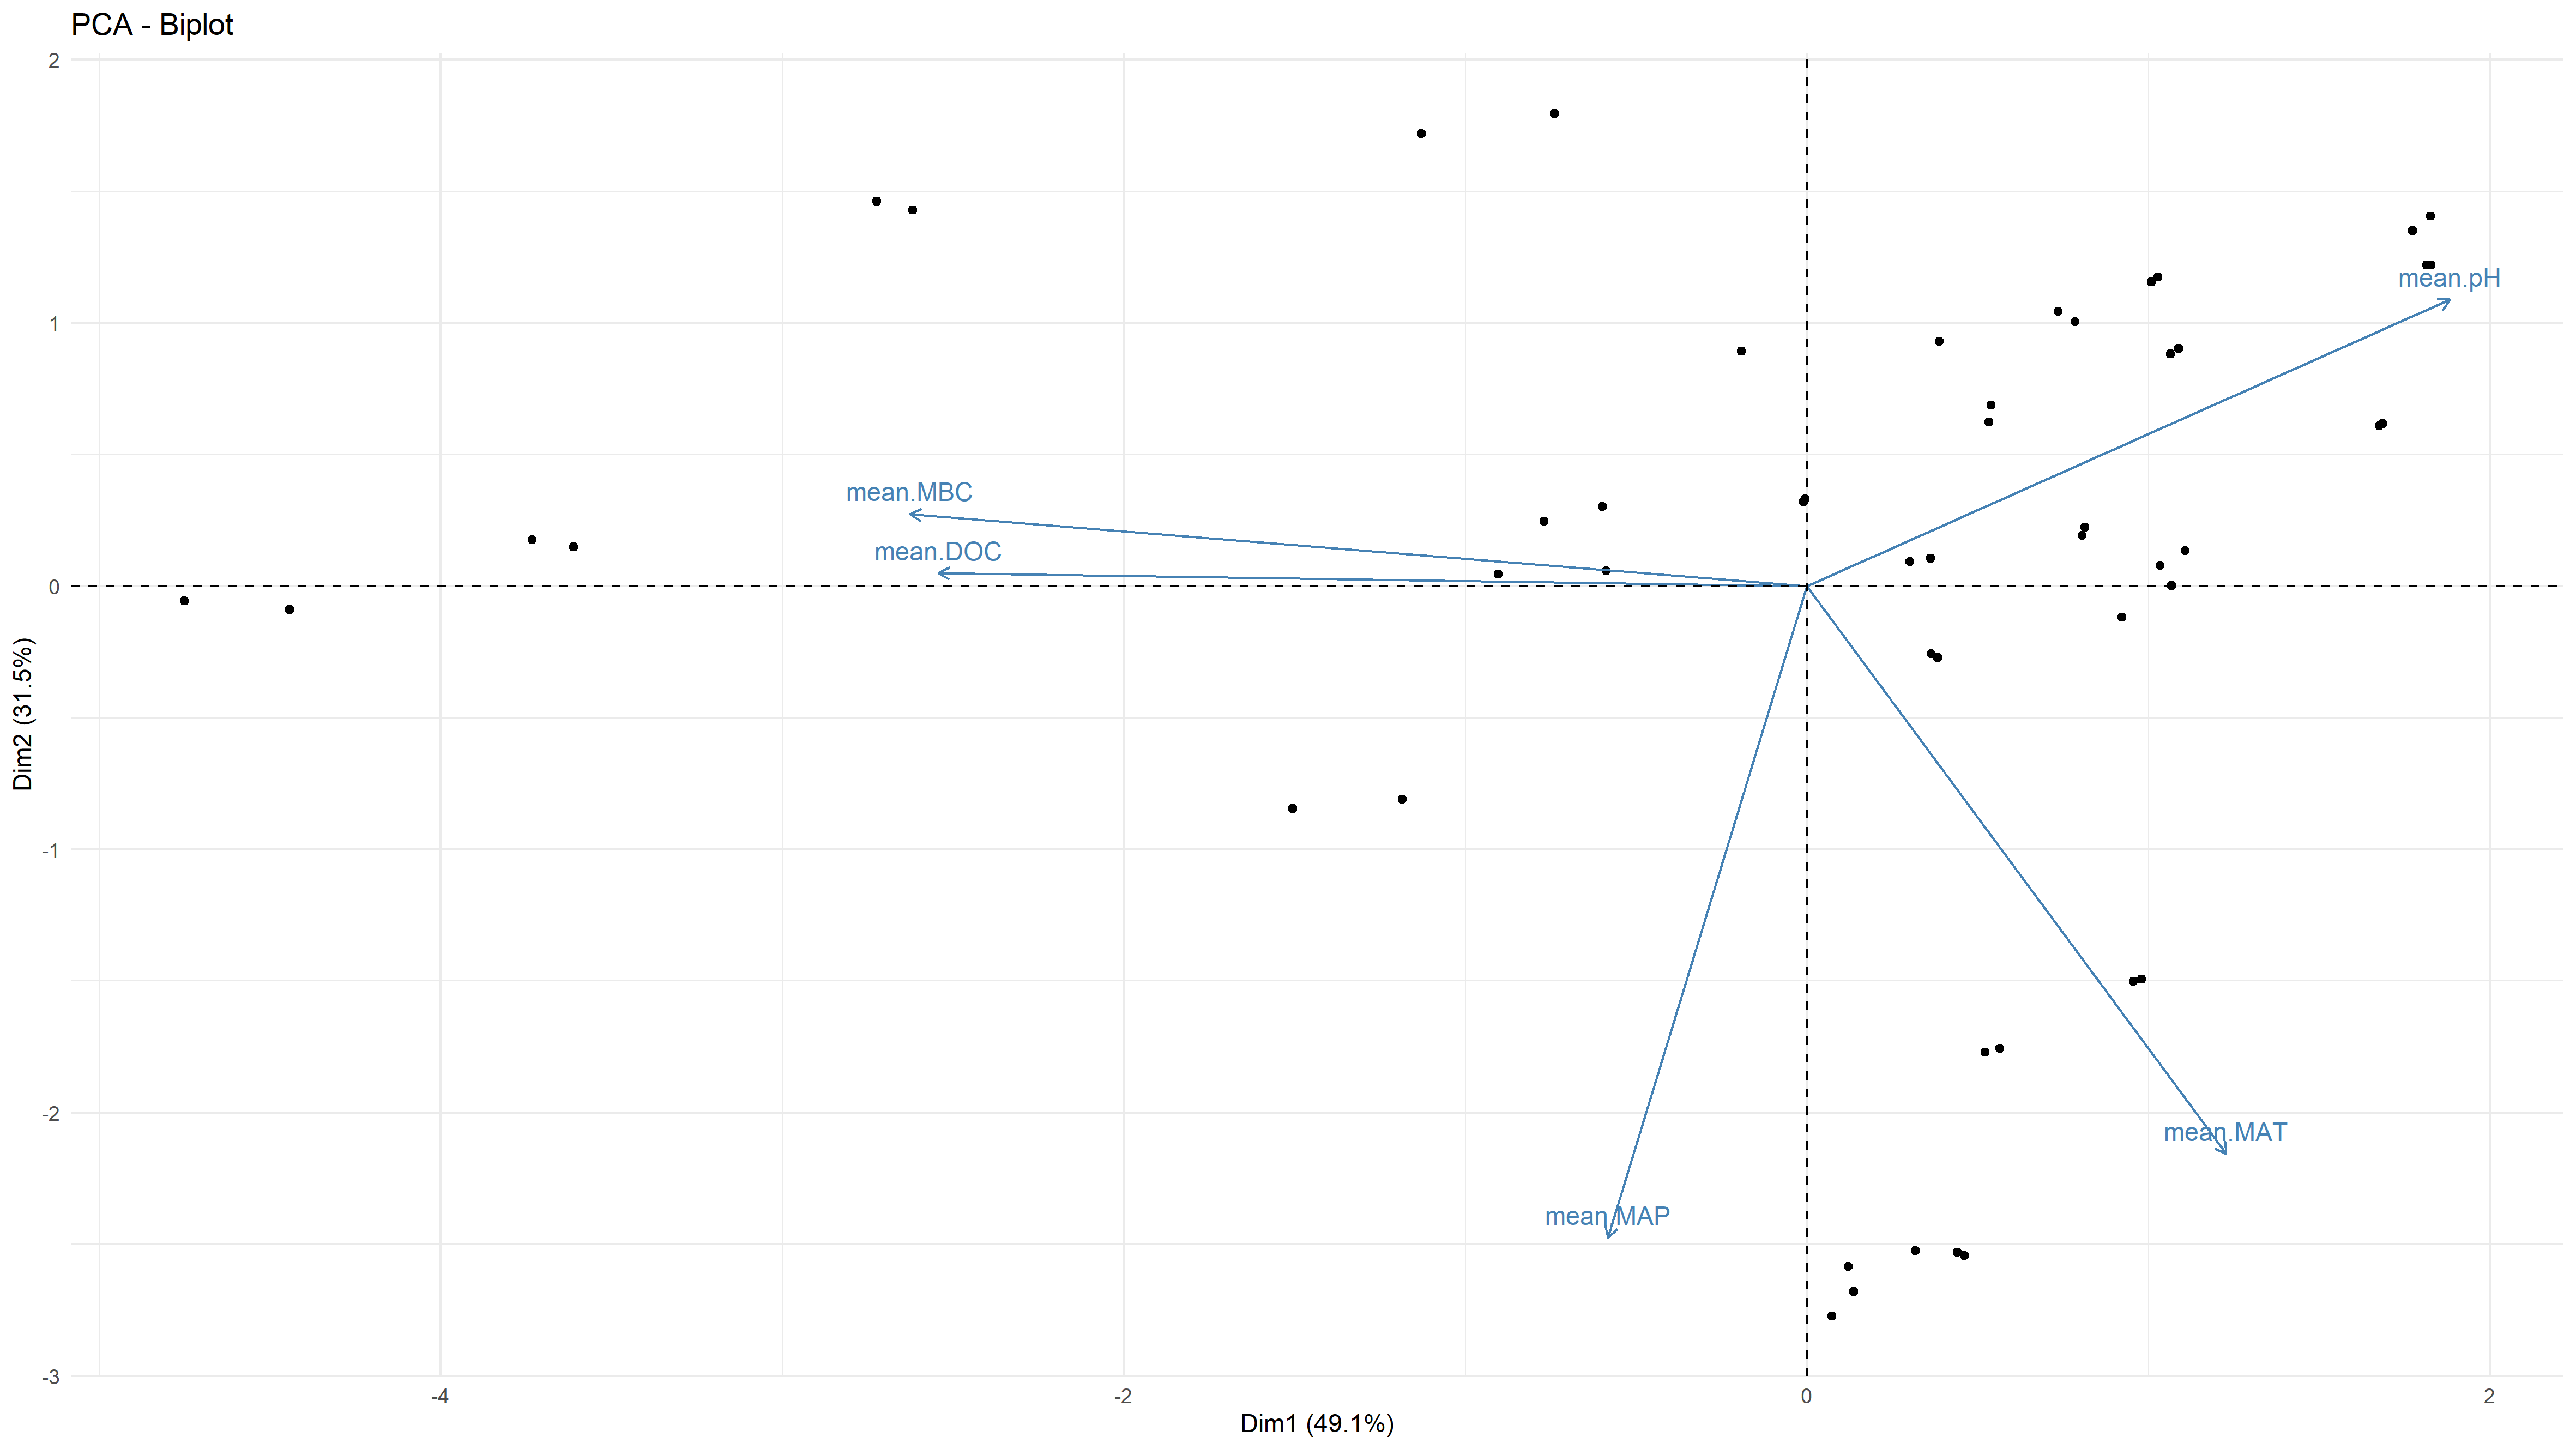 PCA - Biplot
2
1
0
-1
-2
-3
Dim2 (31.5%)
mean.pH
mean.MBC
mean.DOC
mean.MAT
mean.MAP
-4
-2
0
2
Dim1 (49.1%)